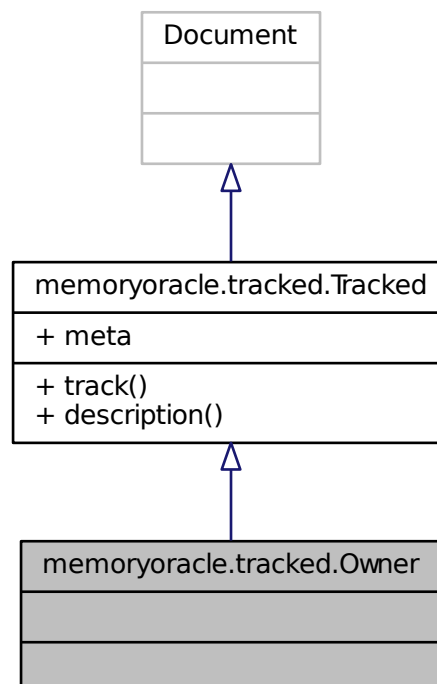 Document
memoryoracle.tracked.Tracked
+ meta
+ track()
+ description()
memoryoracle.tracked.Owner